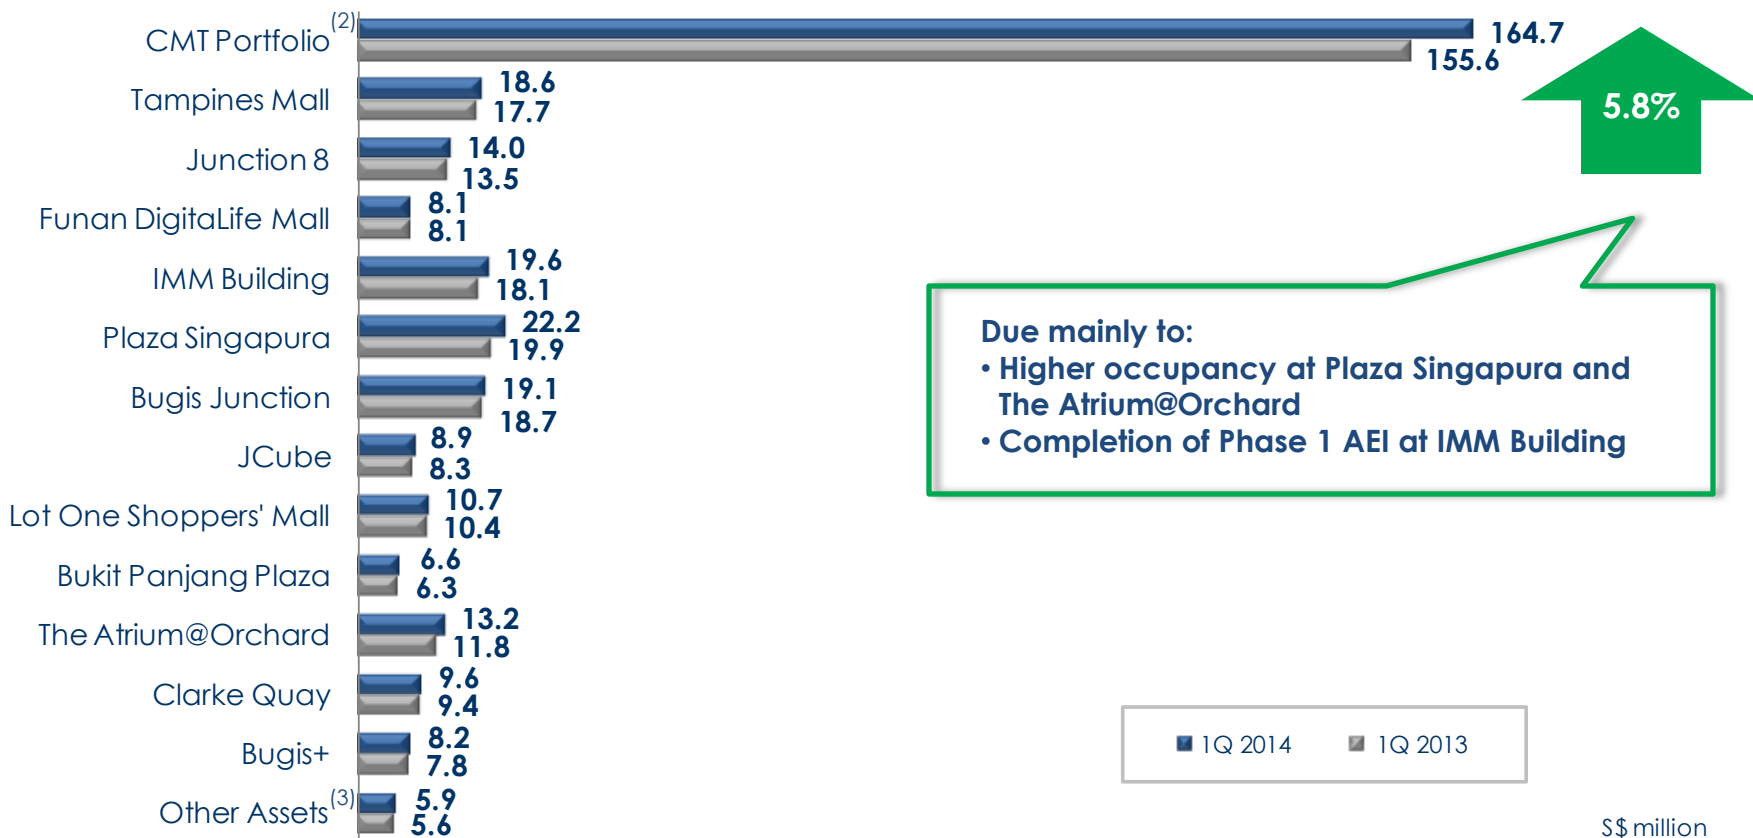 CMT Portfolio(2) 164.7
155.6
5.8%
Tampines Mall 18.6
17.7
Junction 8 14.0
13.5
Funan DigitaLife Mall 8.1
8.1
IMM Building 19.6
18.1
Plaza Singapura 22.2
19.9
Bugis Junction 19.1
18.7
JCube 8.9
8.3
Lot One Shoppers' Mall 10.7
10.4
Bukit Panjang Plaza 6.6
6.3
The Atrium@Orchard 13.2
11.8
Clarke Quay 9.6
9.4
Bugis+ 8.2
7.8
Other Assets(3) 5.9
5.6
Due mainly to:
• Higher occupancy at Plaza Singapura and
The Atrium@Orchard
• Completion of Phase 1 AEI at IMM Building
1Q 2014 1Q 2013
S$ million